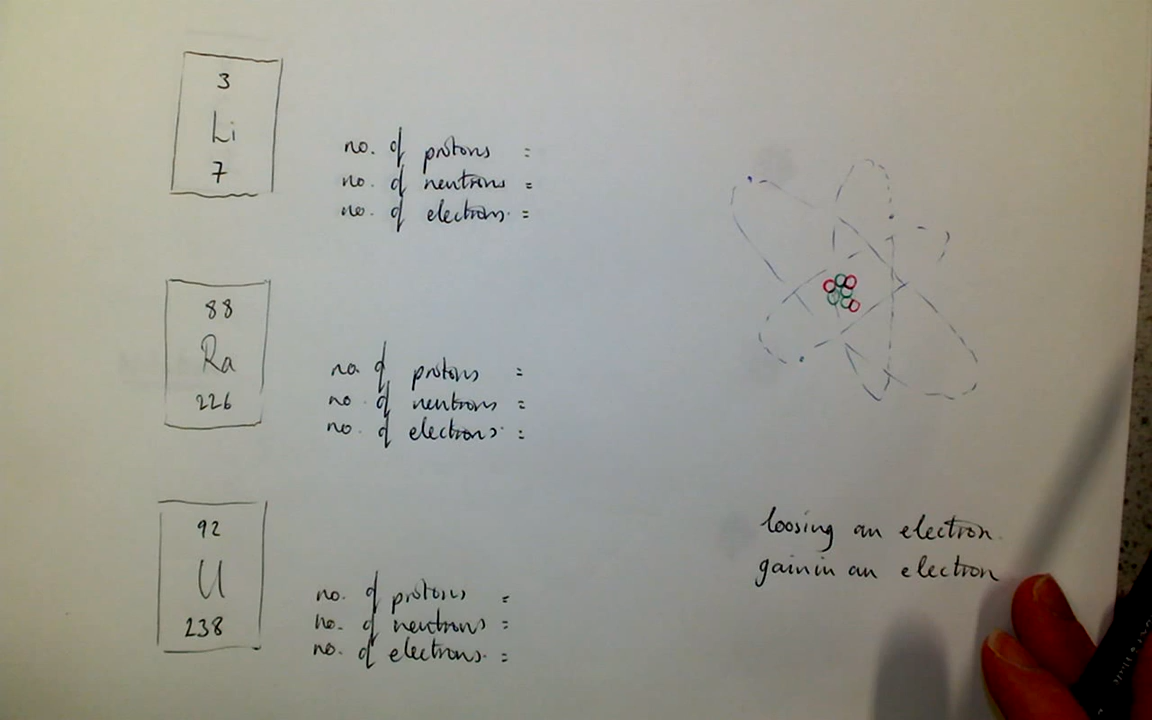 3
Li
7
no. of protons =
no. of neutrons =
no. of electrons =
88
Ra
226
no of protons =
no. of neutrons =
no. of electrons =
92
U
238
no. of protons =
no. of neutrons =
no. of electrons =
loosing an electron
gainin an electron